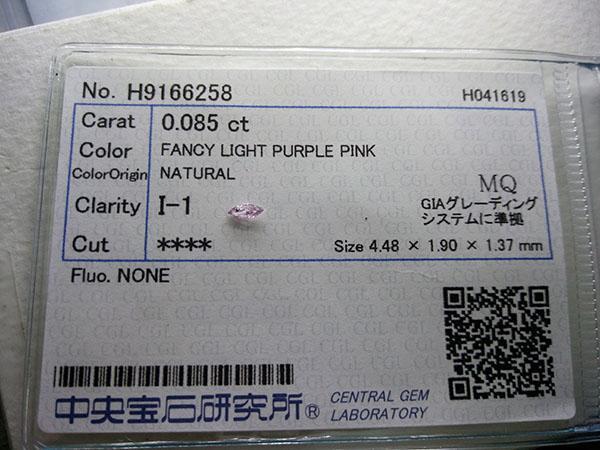 No. H9166258 H041619
Carat 0.085 ct
Color FANCY LIGHT PURPLE PINK
ColorOrigin NATURAL
Clarity I-1 MQ
GIAグレーディング
システムに準拠
Cut **** Size 4.48 × 1.90 × 1.37 mm
Fluo. NONE
中央宝石研究所® CENTRAL GEM
LABORATORY